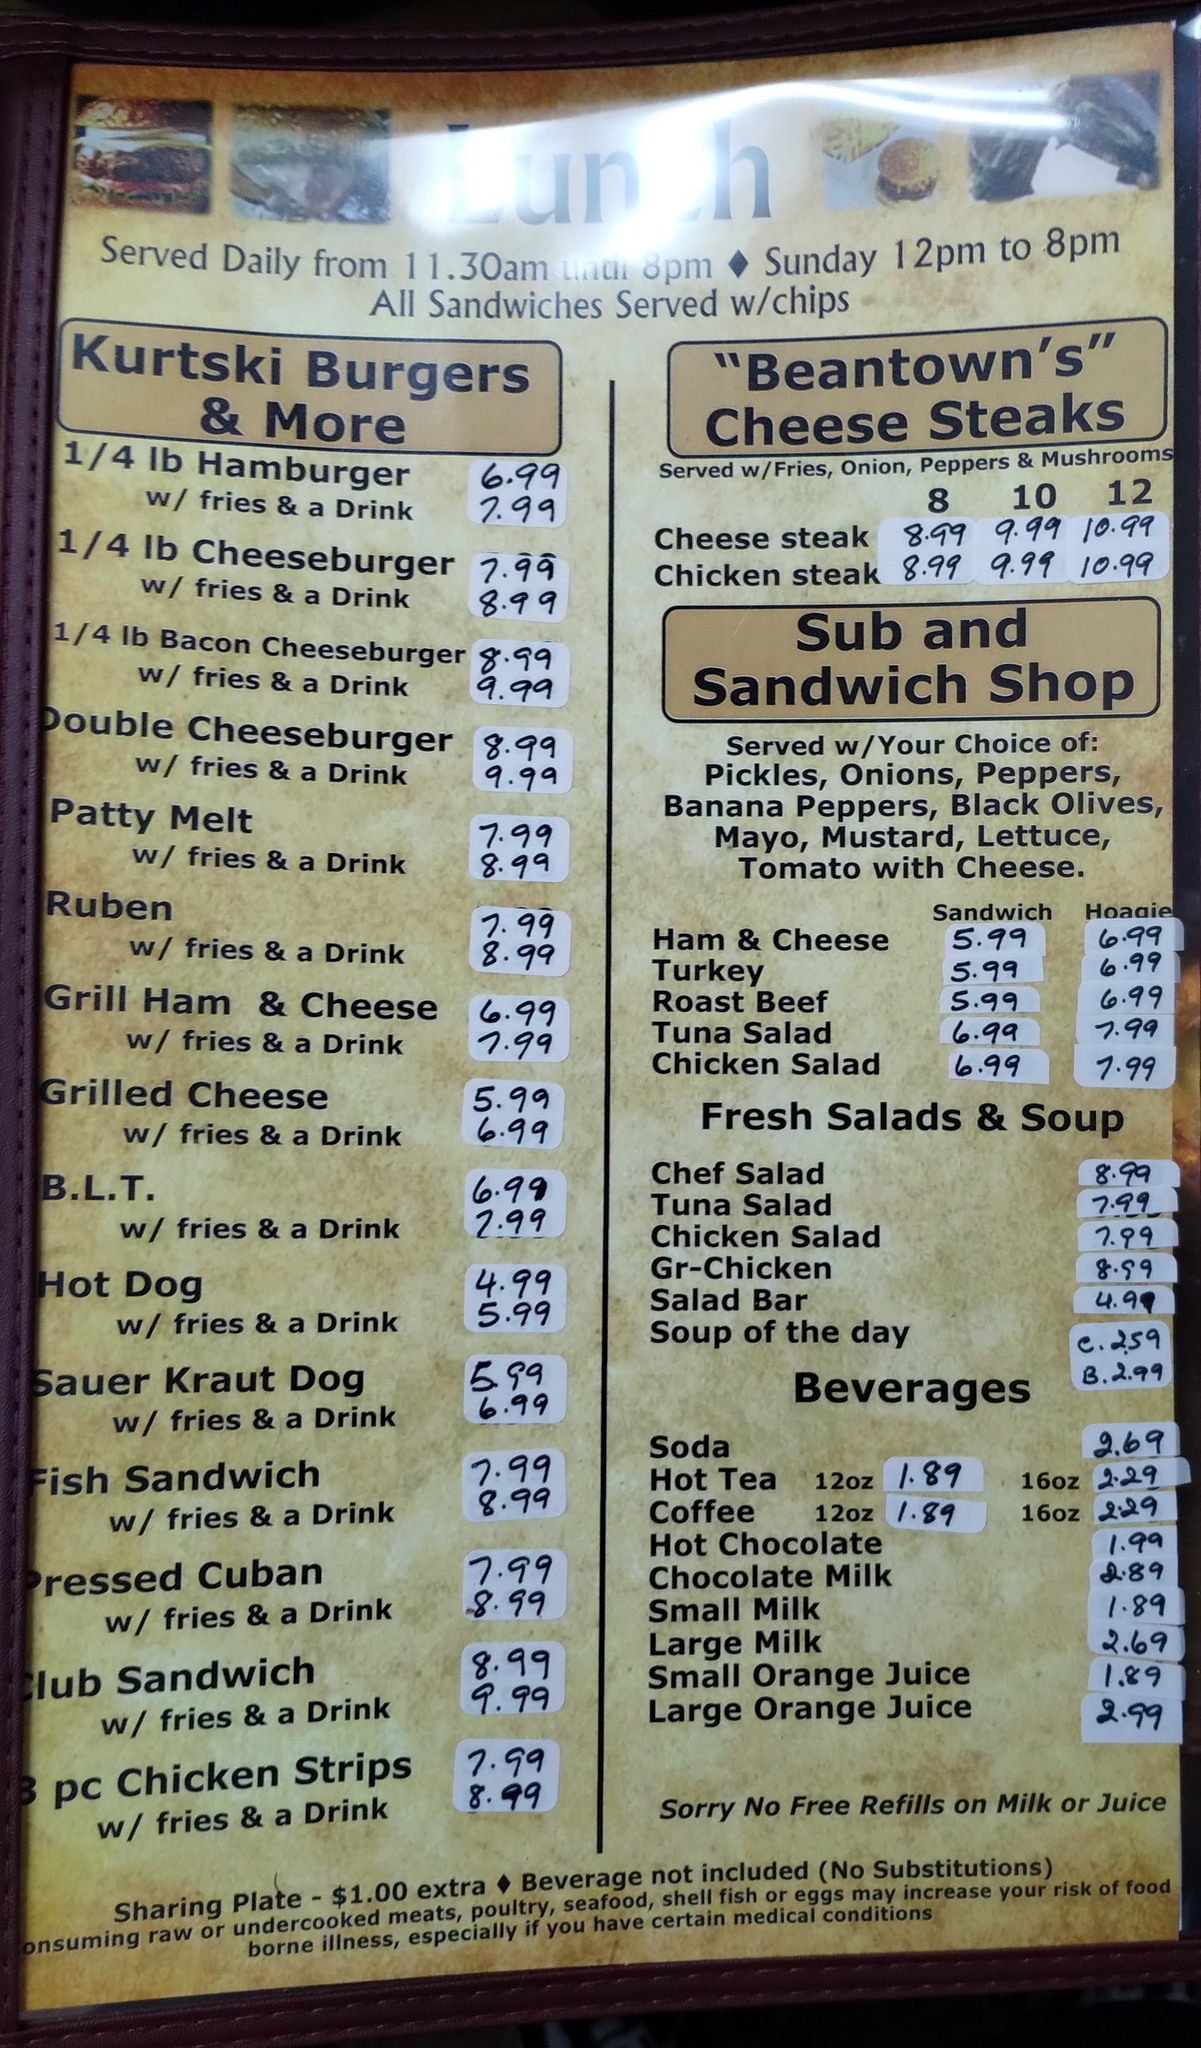 Lunch
Served Daily from 11.30am until 8pm ♦ Sunday 12pm to 8pm
All Sandwiches Served w/chips
Kurtski Burgers
& More
1/4 lb Hamburger 6.99
w/ fries & a Drink 7.99
1/4 lb Cheeseburger 7.99
w/ fries & a Drink 8.99
1/4 lb Bacon Cheeseburger 8.99
w/ fries & a Drink 9.99
Double Cheeseburger 8.99
w/ fries & a Drink 9.99
Patty Melt 7.99
w/ fries & a Drink 8.99
Ruben 7.99
w/ fries & a Drink 8.99
Grill Ham & Cheese 6.99
w/ fries & a Drink 7.99
Grilled Cheese 5.99
w/ fries & a Drink 6.99
B.L.T. 6.99
w/ fries & a Drink 7.99
Hot Dog 4.99
w/ fries & a Drink 5.99
Sauer Kraut Dog 5.99
w/ fries & a Drink 6.99
Fish Sandwich 7.99
w/ fries & a Drink 8.99
Pressed Cuban 7.99
w/ fries & a Drink 8.99
Club Sandwich 8.99
w/ fries & a Drink 9.99
3 pc Chicken Strips 7.99
w/ fries & a Drink 8.99
"Beantown's"
Cheese Steaks
Served w/Fries, Onion, Peppers & Mushrooms
8 10 12
Cheese steak 8.99 9.99 10.99
Chicken steak 8.99 9.99 10.99
Sub and
Sandwich Shop
Served w/Your Choice of:
Pickles, Onions, Peppers,
Banana Peppers, Black Olives,
Mayo, Mustard, Lettuce,
Tomato with Cheese.
Sandwich Hoagie
Ham & Cheese 5.99 6.99
Turkey 5.99 6.99
Roast Beef 5.99 6.99
Tuna Salad 6.99 7.99
Chicken Salad 6.99 7.99
Fresh Salads & Soup
Chef Salad 8.99
Tuna Salad 7.99
Chicken Salad 7.99
Gr-Chicken 8.99
Salad Bar 4.99
Soup of the day C. 2.59
B. 2.99
Beverages
Soda 2.69
Hot Tea 12oz 1.89 16oz 2.29
Coffee 12oz 1.89 16oz 2.29
Hot Chocolate 1.99
Chocolate Milk 2.89
Small Milk 1.89
Large Milk 2.69
Small Orange Juice 1.89
Large Orange Juice 2.99
Sorry No Free Refills on Milk or Juice
Sharing Plate - $1.00 extra ♦ Beverage not included (No Substitutions)
onsuming raw or undercooked meats, poultry, seafood, shell fish or eggs may increase your risk of food
borne illness, especially if you have certain medical conditions